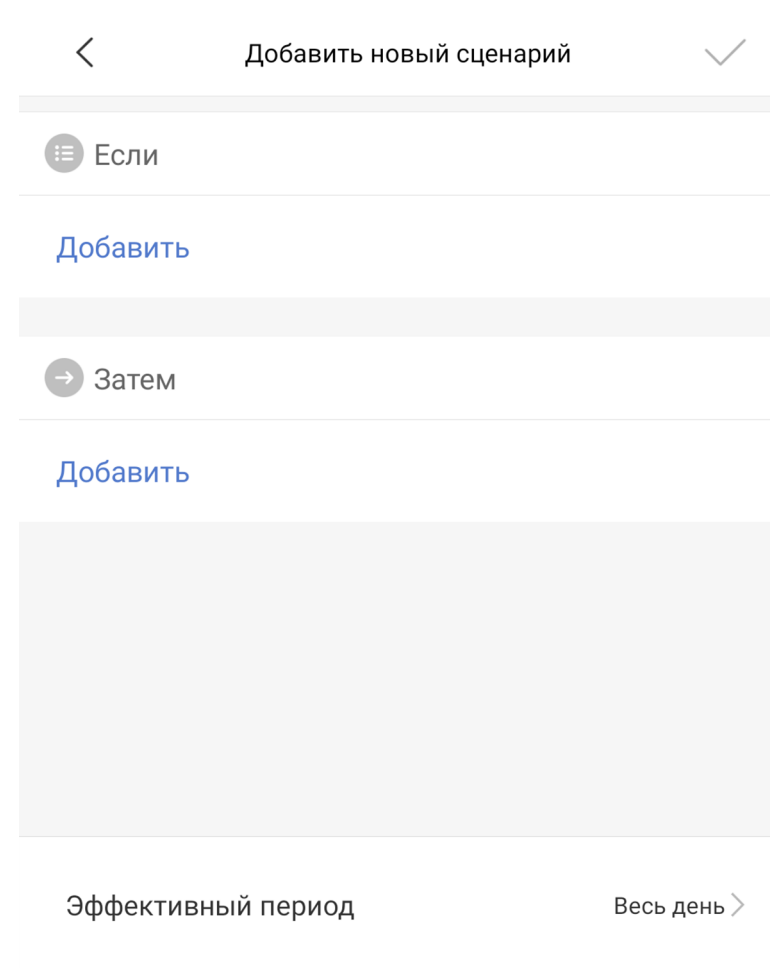 Добавить новый сценарий
Если
Добавить
Затем
Добавить
Эффективный период Весь день